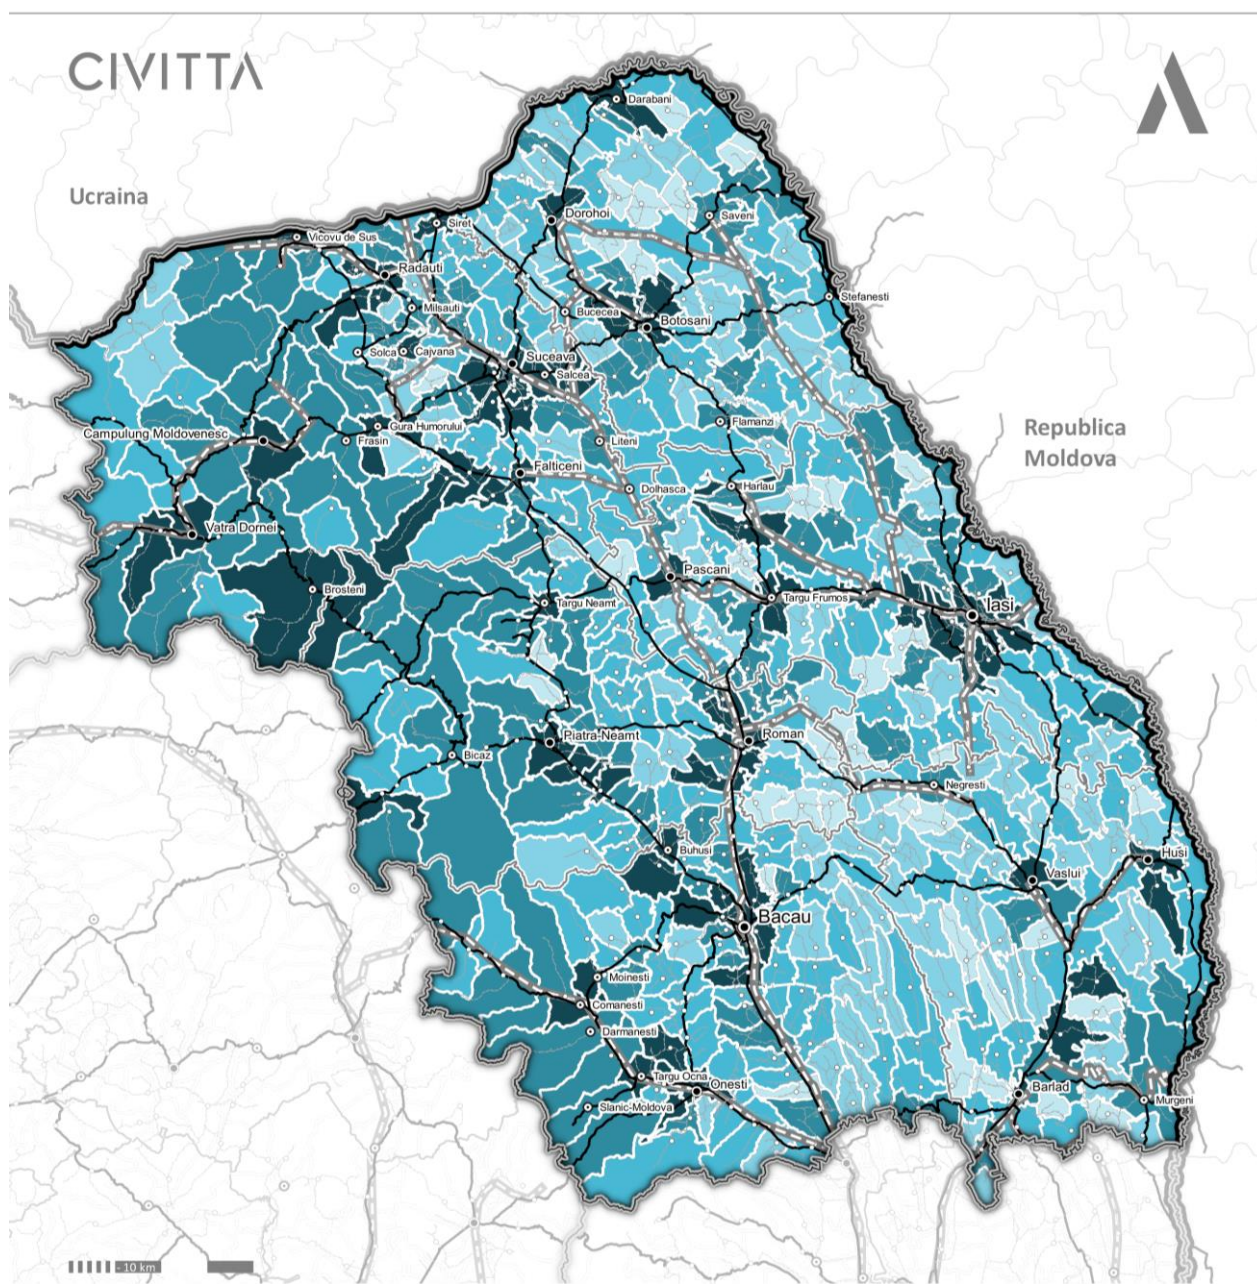 CIVITTA
Darabani
Ucraina
Siret
Dorohoi
Saveni
Vicovu de Sus
Radauti
Milsauti
Bucecea
Stefanesti
Botosani
Solca
Cajvana
Suceava
Salcea
Campulung Moldovenesc
Gura Humorului
Frasin
Liteni
Flamanzi
Republica
Moldova
Falticeni
Dolhasca
Harlau
Vatra Dornei
Brosteni
Pascani
Targu Neamt
Targu Frumos
Iasi
Piatra-Neamt
Roman
Bicaz
Negresti
Buhusi
Husi
Vaslui
Bacau
Moinesti
Comanesti
Darmanesti
Targu Ocna
Onesti
Barlad
Slanic-Moldova
Murgeni
10 km